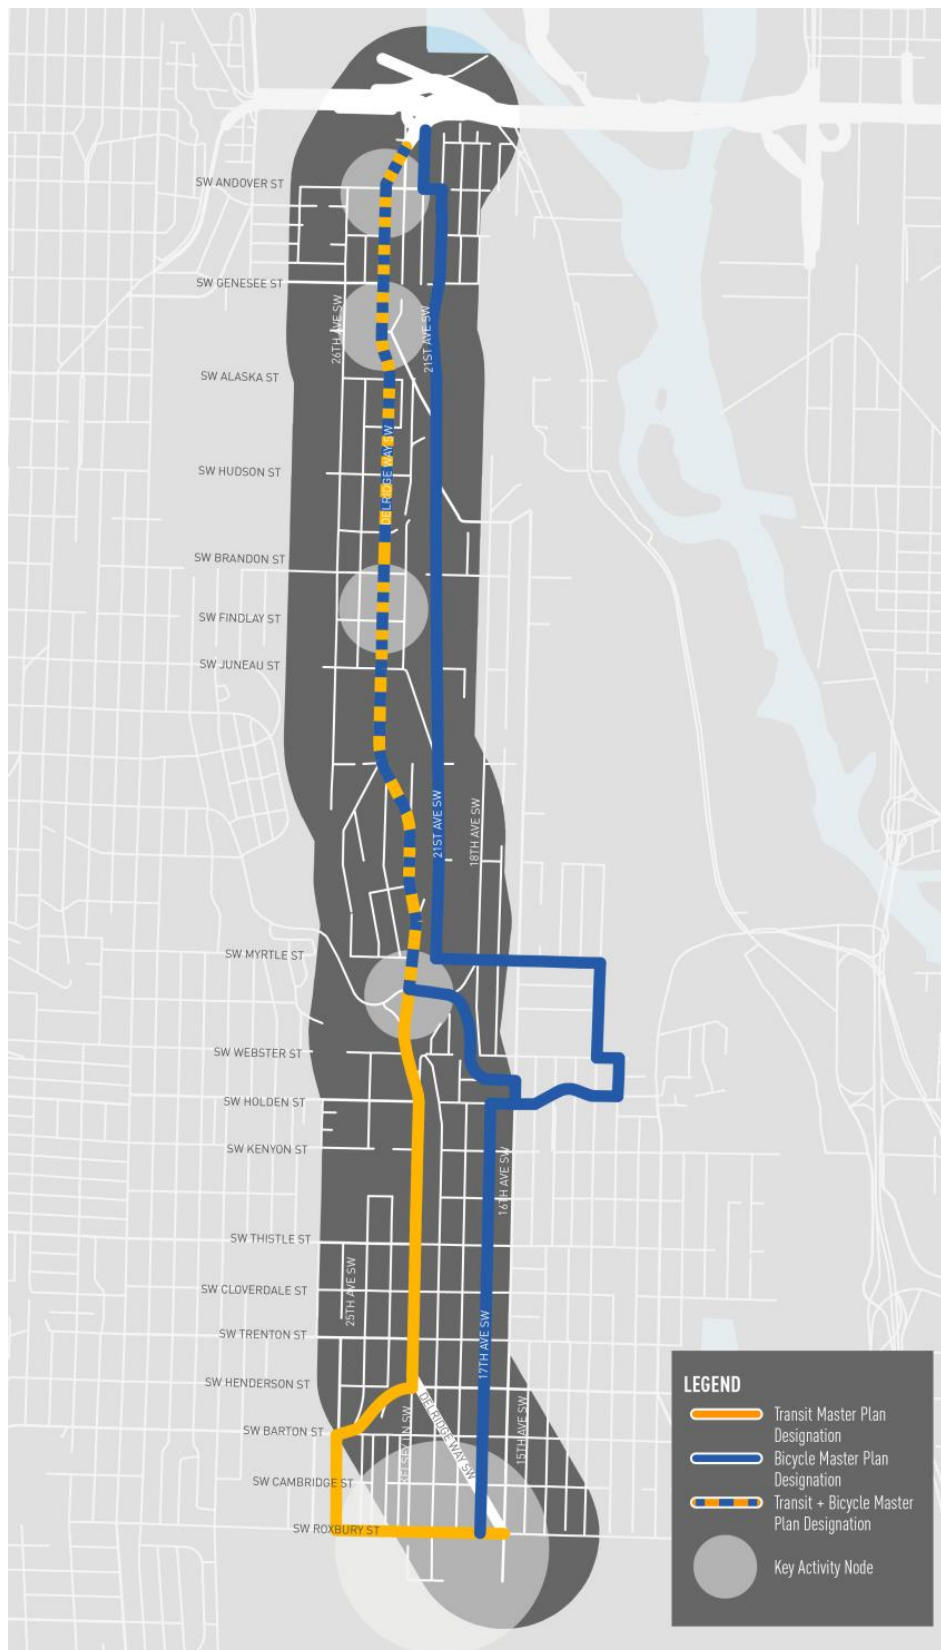 SW ANDOVER ST
SW GENESEE ST
26TH AVE SW
21ST AVE SW
SW ALASKA ST
DELRIDGE WAY SW
SW HUDSON ST
SW BRANDON ST
SW FINDLAY ST
SW JUNEAU ST
21ST AVE SW
18TH AVE SW
SW MYRTLE ST
SW WEBSTER ST
SW HOLDEN ST
SW KENYON ST
16TH AVE SW
SW THISTLE ST
25TH AVE SW
SW CLOVERDALE ST
SW TRENTON ST
17TH AVE SW
SW HENDERSON ST
DELRIDGE WAY SW
KELSEY LN SW
15TH AVE SW
SW BARTON ST
SW CAMBRIDGE ST
SW ROXBURY ST
LEGEND
Transit Master Plan
Designation
Bicycle Master Plan
Designation
Transit + Bicycle Master
Plan Designation
Key Activity Node